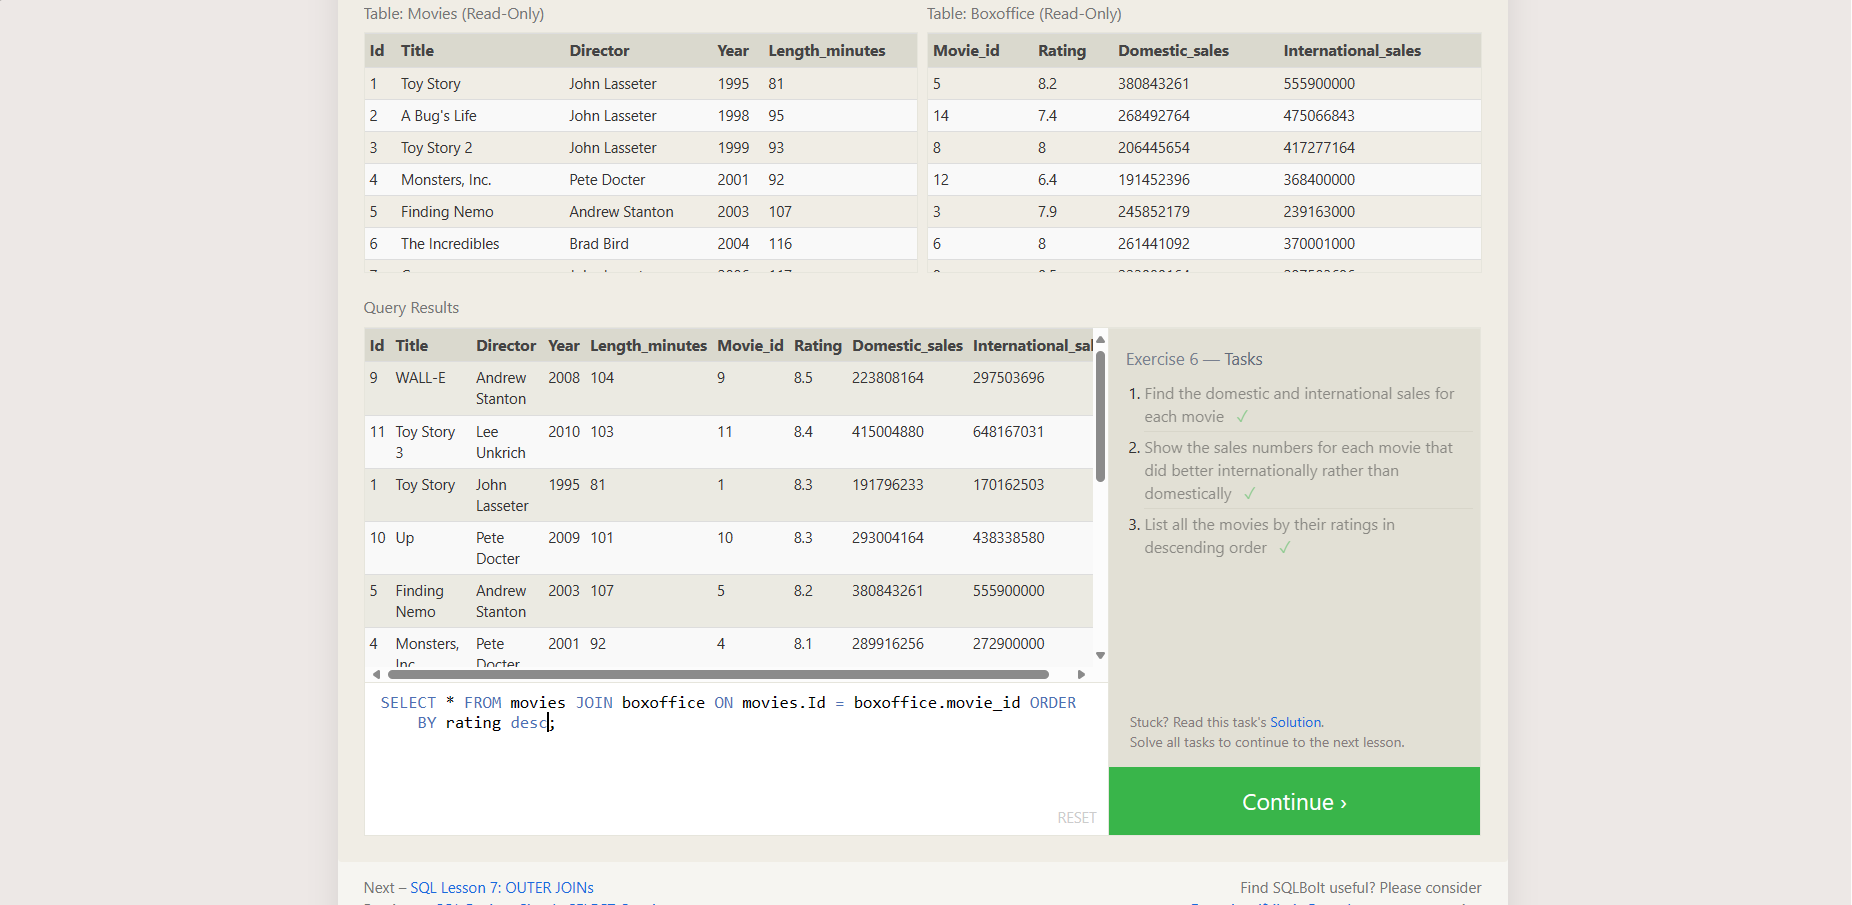 Table: Movies (Read-Only)
Id Title Director Year Length_minutes
1 Toy Story John Lasseter 1995 81
2 A Bug's Life John Lasseter 1998 95
3 Toy Story 2 John Lasseter 1999 93
4 Monsters, Inc. Pete Docter 2001 92
5 Finding Nemo Andrew Stanton 2003 107
6 The Incredibles Brad Bird 2004 116
Table: Boxoffice (Read-Only)
Movie_id Rating Domestic_sales International_sales
5 8.2 380843261 555900000
14 7.4 268492764 475066843
8 8 206445654 417277164
12 6.4 191452396 368400000
3 7.9 245852179 239163000
6 8 261441092 370001000
Query Results
Id Title Director Year Length_minutes Movie_id Rating Domestic_sales International_sal
9 WALL-E Andrew 2008 104 9 8.5 223808164 297503696
Stanton
11 Toy Story Lee 2010 103 11 8.4 415004880 648167031
3 Unkrich
1 Toy Story John 1995 81 1 8.3 191796233 170162503
Lasseter
10 Up Pete 2009 101 10 8.3 293004164 438338580
Docter
5 Finding Andrew 2003 107 5 8.2 380843261 555900000
Nemo Stanton
4 Monsters, Pete 2001 92 4 8.1 289916256 272900000
Inc. Docter
SELECT * FROM movies JOIN boxoffice ON movies.Id = boxoffice.movie_id ORDER
BY rating desc;
RESET
Exercise 6 — Tasks
1. Find the domestic and international sales for
each movie ✓
2. Show the sales numbers for each movie that
did better internationally rather than
domestically ✓
3. List all the movies by their ratings in
descending order ✓
Stuck? Read this task's Solution.
Solve all tasks to continue to the next lesson.
Continue ›
Next – SQL Lesson 7: OUTER JOINs
Find SQLBolt useful? Please consider